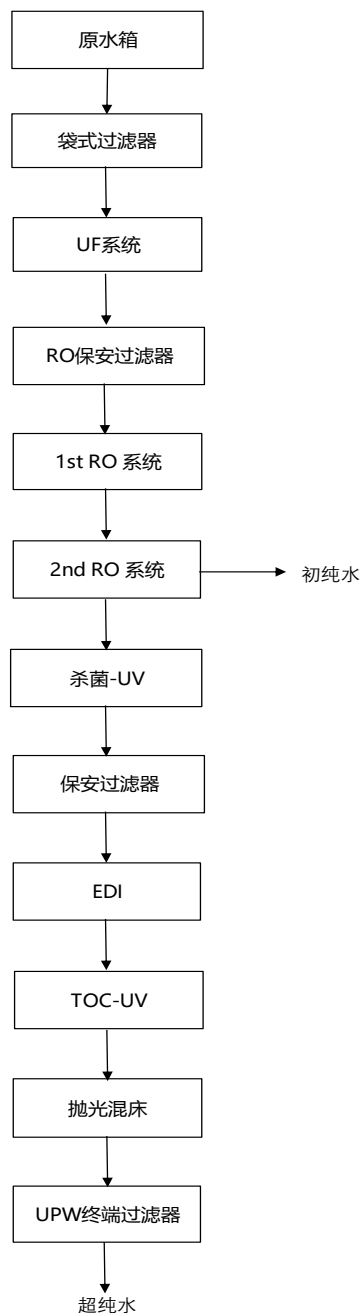 原水箱
袋式过滤器
UF系统
RO保安过滤器
1st RO 系统
2nd RO 系统
初纯水
杀菌-UV
保安过滤器
EDI
TOC-UV
抛光混床
UPW终端过滤器
超纯水